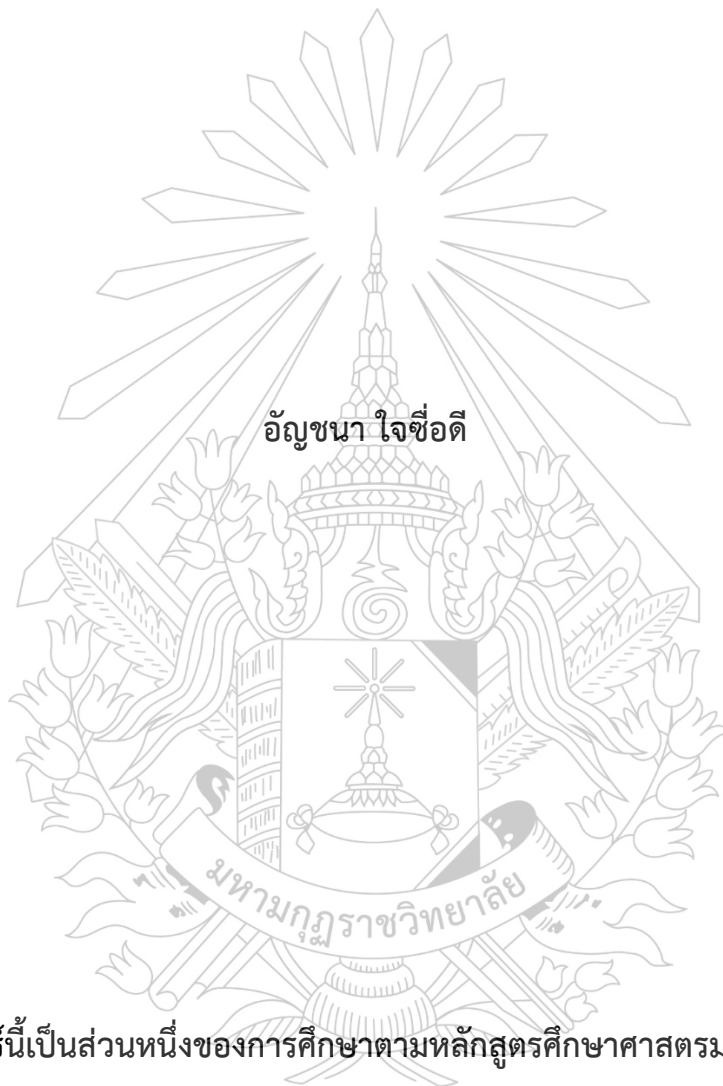 อัญชนา ใจซื่อดี
มหามกุฏราชวิทยาลัย
นี้เป็นส่วนหนึ่งของการศึกษาตามหลักสูตรศึกษาศาสตรม